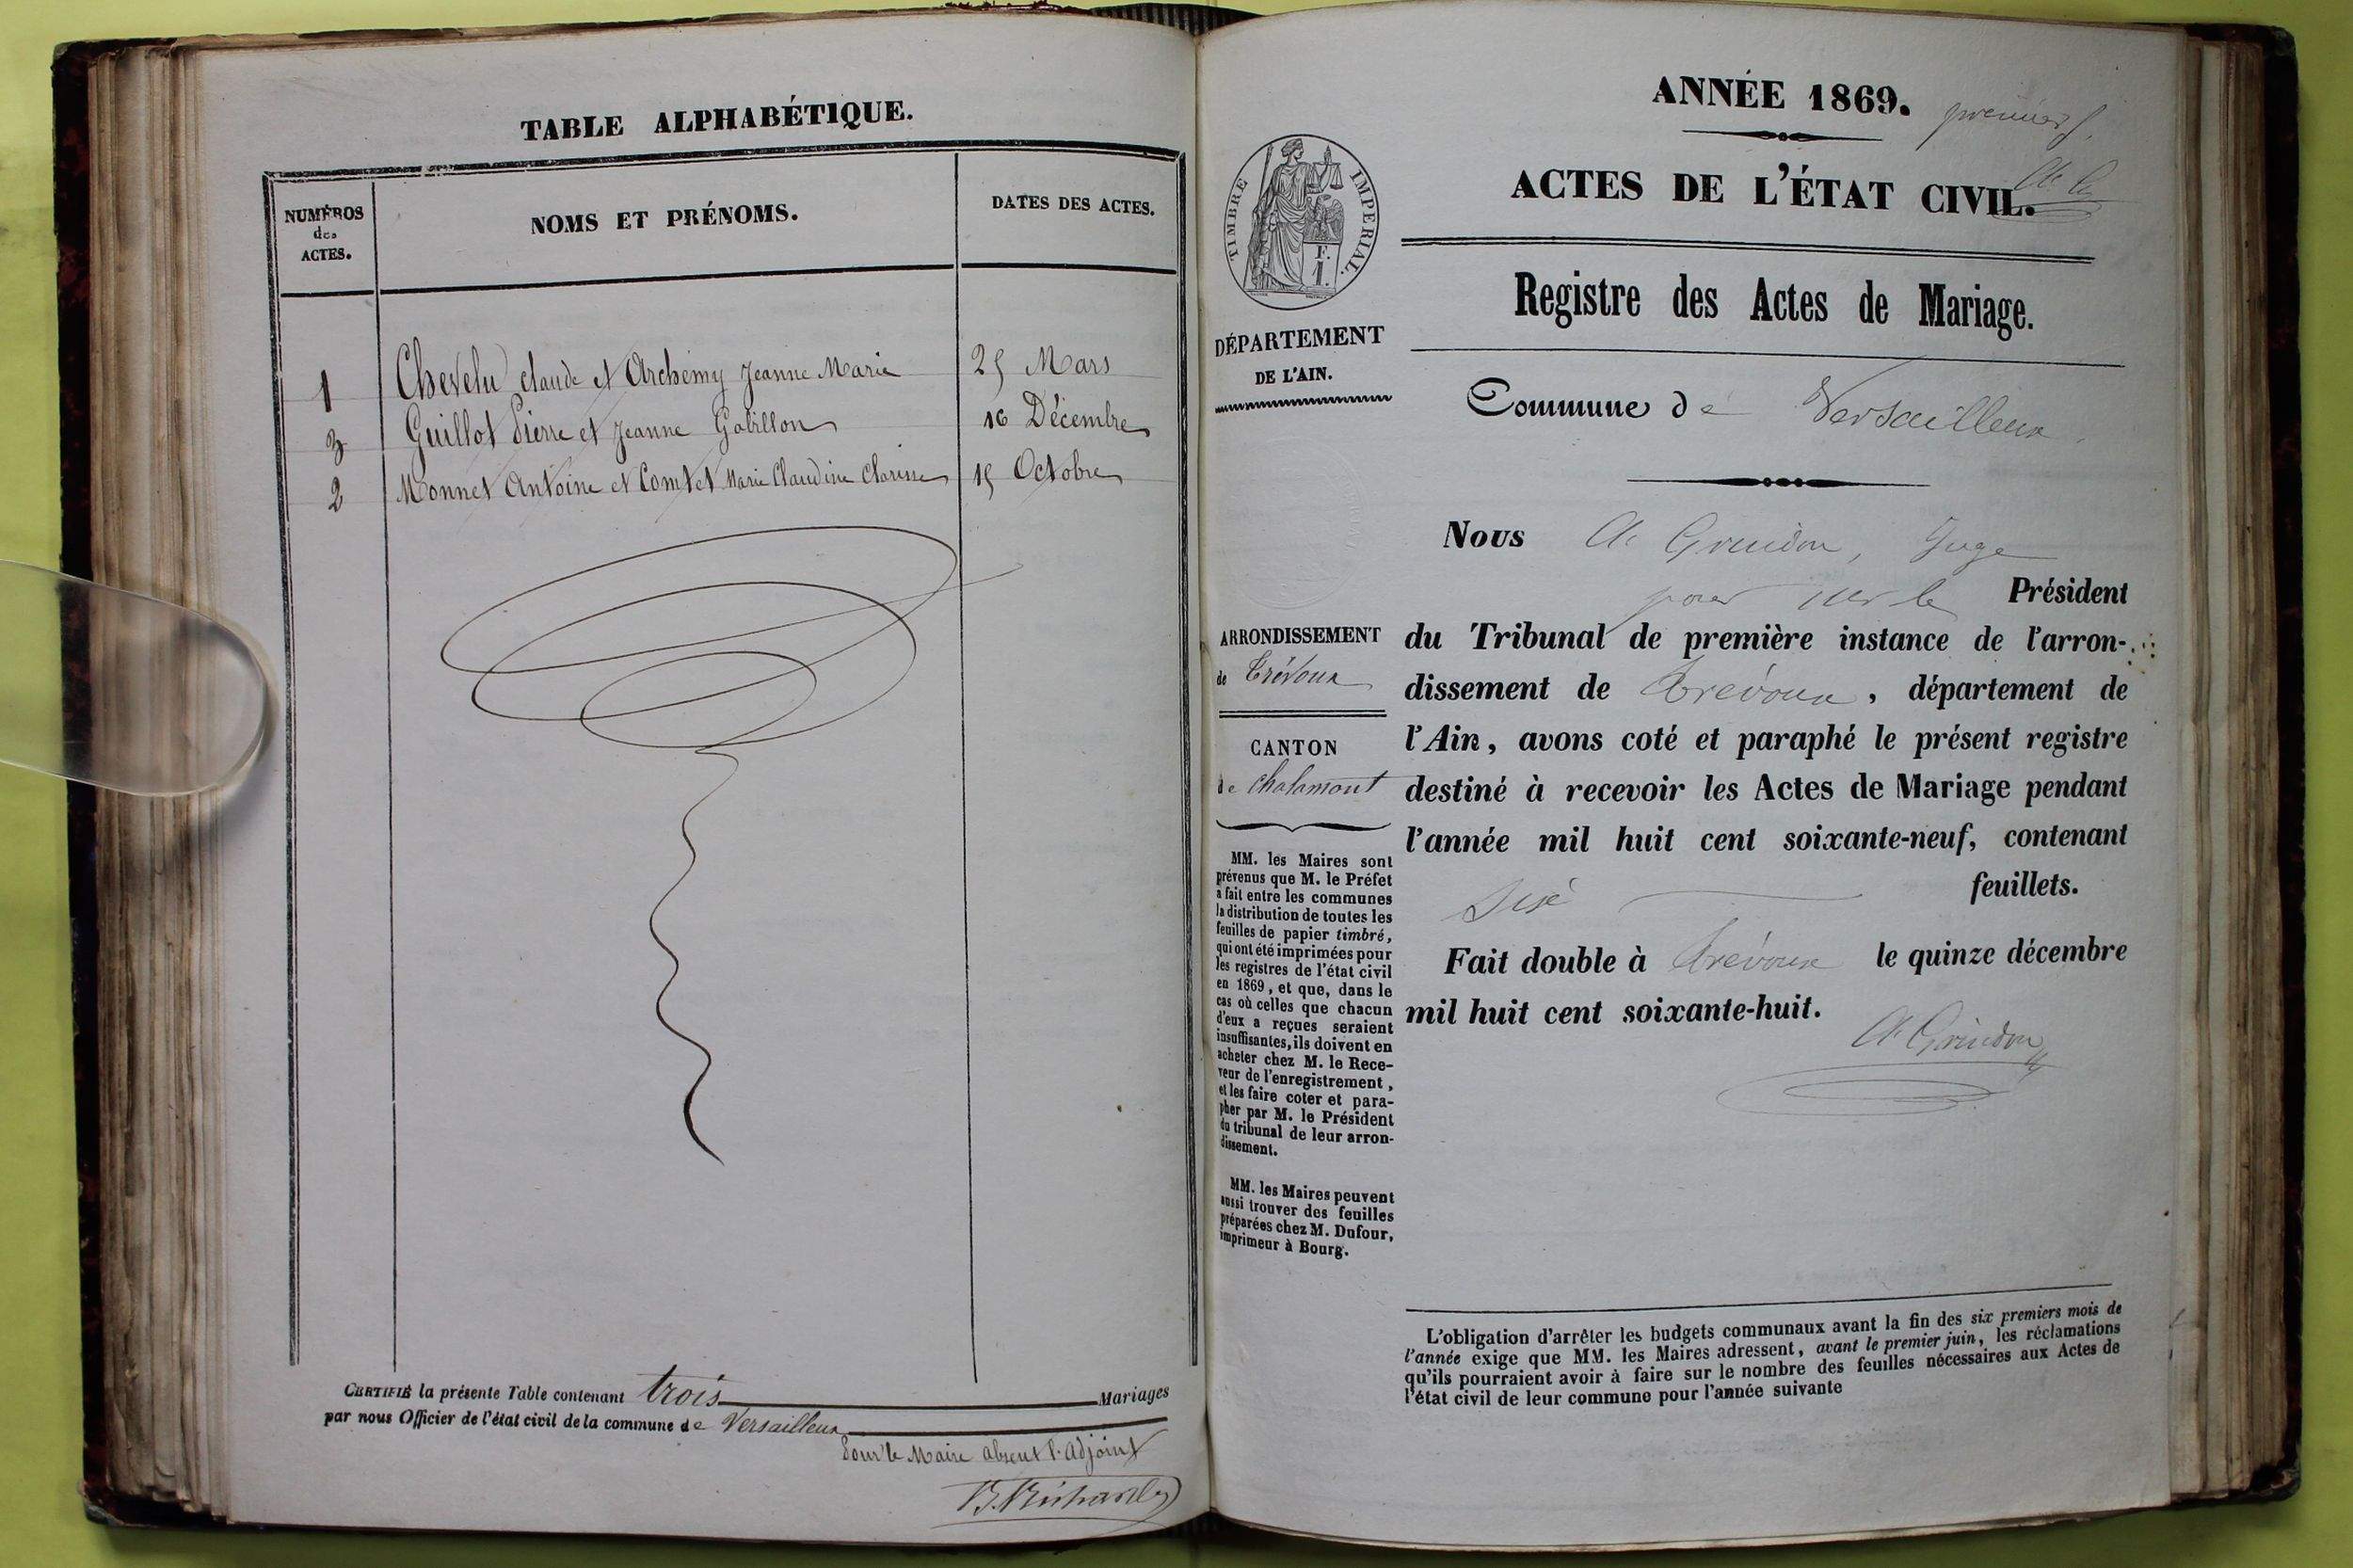 TABLE ALPHABÉTIQUE.
NUMÉROS
des
ACTES.
NOMS ET PRÉNOMS.
DATES DES ACTES.
1 Chevelu Claude et Archemy Jeanne Marie 25 Mars
3 Guillot Pierre et Jeanne Gobillon 16 Décembre
2 Monnet Antoine et Comtet Marie Claudine Clarisse 15 Octobre
CERTIFIÉ la présente Table contenant trois Mariages
par nous Officier de l'état civil de la commune de Versailleux
Pour le Maire absent l'Adjoint
ANNÉE 1869.
premier f.
ACTES DE L'ÉTAT CIVIL.
TIMBRE IMPERIAL.
F.
1.
Registre des Actes de Mariage.
DÉPARTEMENT
DE L'AIN.
Commune de Versailleux
Nous A. Grindon, Juge
pour le Président
du Tribunal de première instance de l'arron-
dissement de Trévoux, département de
l'Ain, avons coté et paraphé le présent registre
destiné à recevoir les Actes de Mariage pendant
l'année mil huit cent soixante-neuf, contenant
feuillets.
Fait double à Trévoux le quinze décembre
mil huit cent soixante-huit.
A. Grindon
ARRONDISSEMENT
de Trévoux
CANTON
de Chalamont
MM. les Maires sont
prévenus que M. le Préfet
a fait entre les communes
la distribution de toutes les
feuilles de papier timbré,
qui ont été imprimées pour
les registres de l'état civil
en 1869, et que, dans le
cas où celles que chacun
d'eux a reçues seraient
insuffisantes, ils doivent en
acheter chez M. le Rece-
veur de l'enregistrement,
et les faire coter et para-
pher par M. le Président
du tribunal de leur arron-
dissement.
MM. les Maires peuvent
aussi trouver des feuilles
préparées chez M. Dufour,
imprimeur à Bourg.
L'obligation d'arrêter les budgets communaux avant la fin des six premiers mois de
l'année exige que MM. les Maires adressent, avant le premier juin, les réclamations
qu'ils pourraient avoir à faire sur le nombre des feuilles nécessaires aux Actes de
l'état civil de leur commune pour l'année suivante